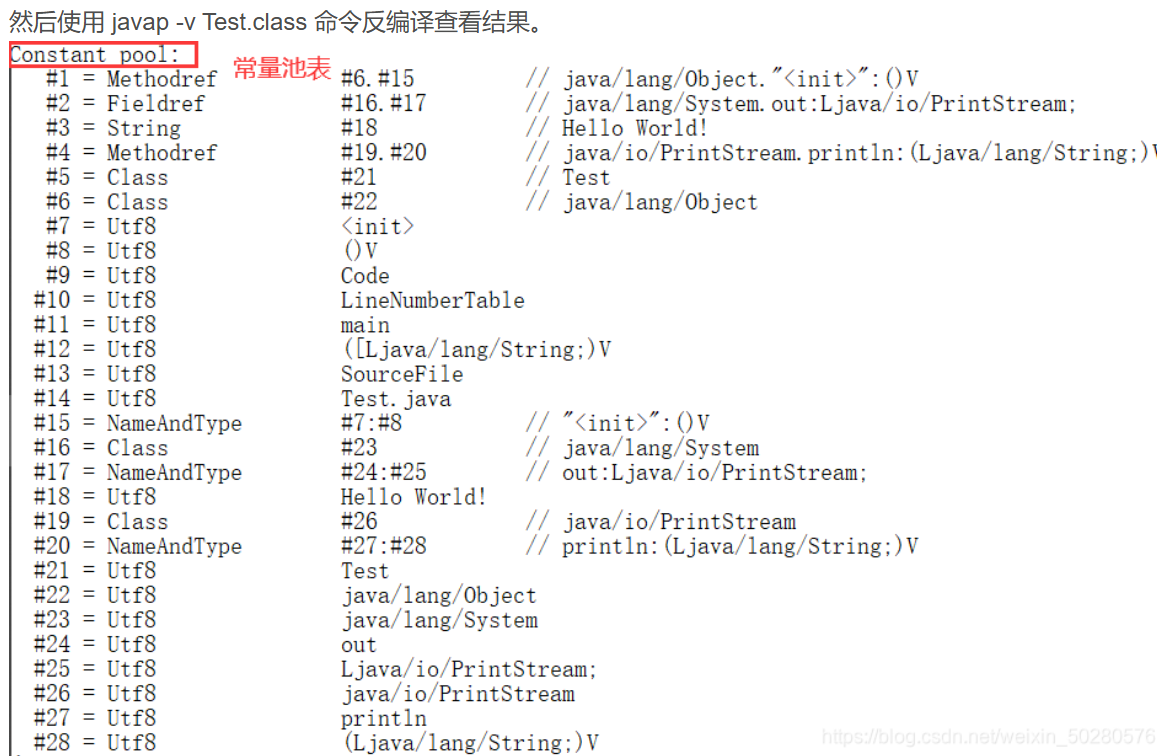 然后使用 javap -v Test.class 命令反编译查看结果。
Constant pool:
常量池表
#1 = Methodref #6.#15 // java/lang/Object."<init>":()V
#2 = Fieldref #16.#17 // java/lang/System.out:Ljava/io/PrintStream;
#3 = String #18 // Hello World!
#4 = Methodref #19.#20 // java/io/PrintStream.println:(Ljava/lang/String;)V
#5 = Class #21 // Test
#6 = Class #22 // java/lang/Object
#7 = Utf8 <init>
#8 = Utf8 ()V
#9 = Utf8 Code
#10 = Utf8 LineNumberTable
#11 = Utf8 main
#12 = Utf8 ([Ljava/lang/String;)V
#13 = Utf8 SourceFile
#14 = Utf8 Test.java
#15 = NameAndType #7:#8 // "<init>":()V
#16 = Class #23 // java/lang/System
#17 = NameAndType #24:#25 // out:Ljava/io/PrintStream;
#18 = Utf8 Hello World!
#19 = Class #26 // java/io/PrintStream
#20 = NameAndType #27:#28 // println:(Ljava/lang/String;)V
#21 = Utf8 Test
#22 = Utf8 java/lang/Object
#23 = Utf8 java/lang/System
#24 = Utf8 out
#25 = Utf8 Ljava/io/PrintStream;
#26 = Utf8 java/io/PrintStream
#27 = Utf8 println
#28 = Utf8 (Ljava/lang/String;)V
https://blog.csdn.net/weixin_50280576